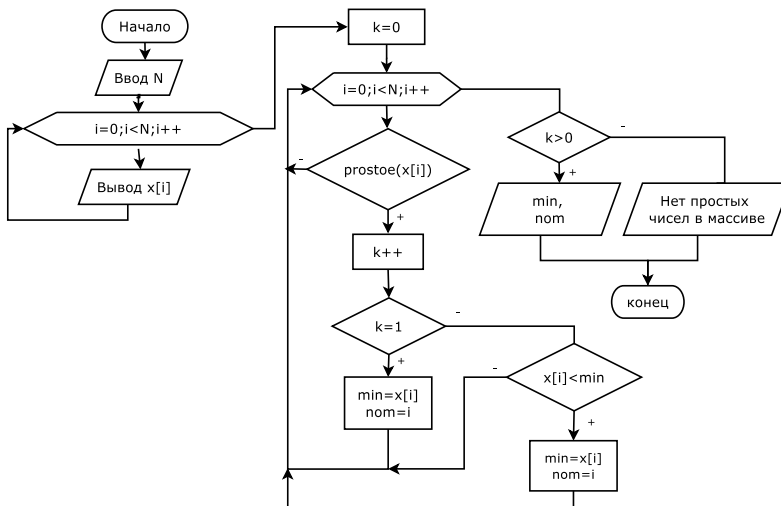 Начало
Ввод N
i=0;i<N;i++
Вывод x[i]
k=0
i=0;i<N;i++
prostoe(x[i])
-
+
k++
k=1
+
-
min=x[i]
nom=i
x[i]<min
-
+
min=x[i]
nom=i
k>0
-
+
min,
nom
Нет простых
чисел в массиве
конец